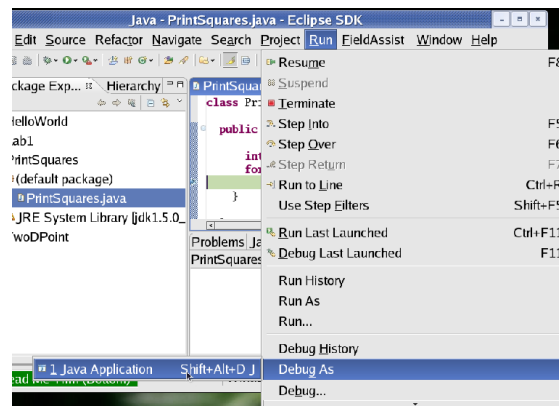 Java - PrintSquares.java - Eclipse SDK
Edit Source Refactor Navigate Search Project Run FieldAssist Window Help
ckage Exp... Hierarchy
PrintSquar
elloWorld
ab1
PrintSquares
(default package)
PrintSquares.java
JRE System Library [jdk1.5.0_
woDPoint
class Pri
public
int
for
}
Problems Ja
PrintSquares
Resume F8
Suspend
Terminate
Step Into F5
Step Over F6
Step Return F7
Run to Line Ctrl+R
Use Step Filters Shift+F5
Run Last Launched Ctrl+F11
Debug Last Launched F11
Run History
Run As
Run...
Debug History
Debug As
Debug...
1 Java Application Shift+Alt+D J